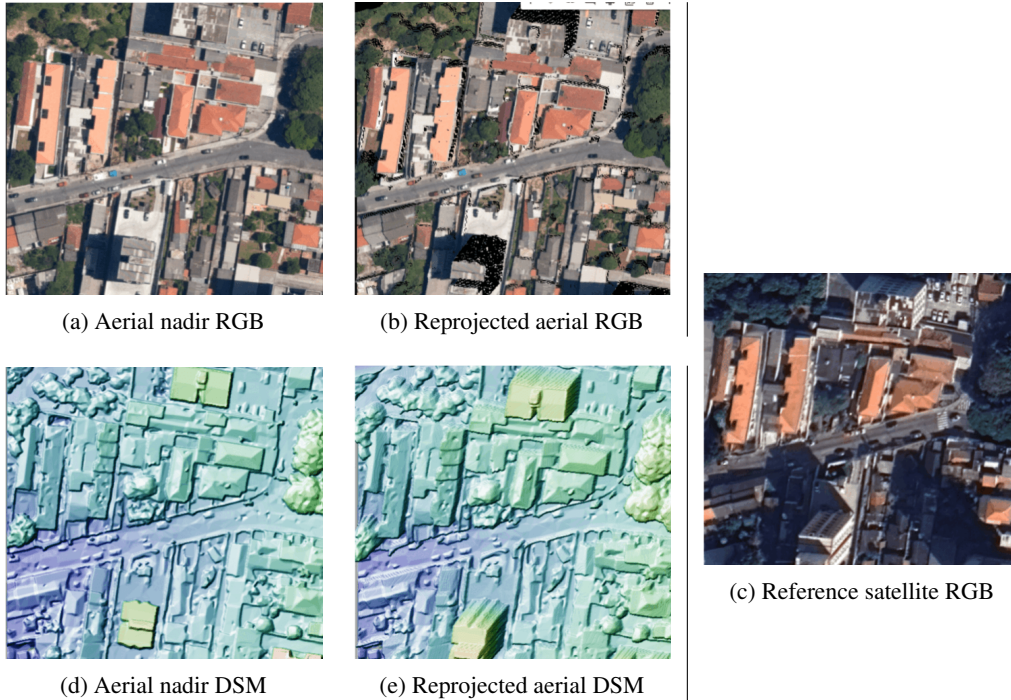 (a) Aerial nadir RGB
(b) Reprojected aerial RGB
(c) Reference satellite RGB
(d) Aerial nadir DSM
(e) Reprojected aerial DSM